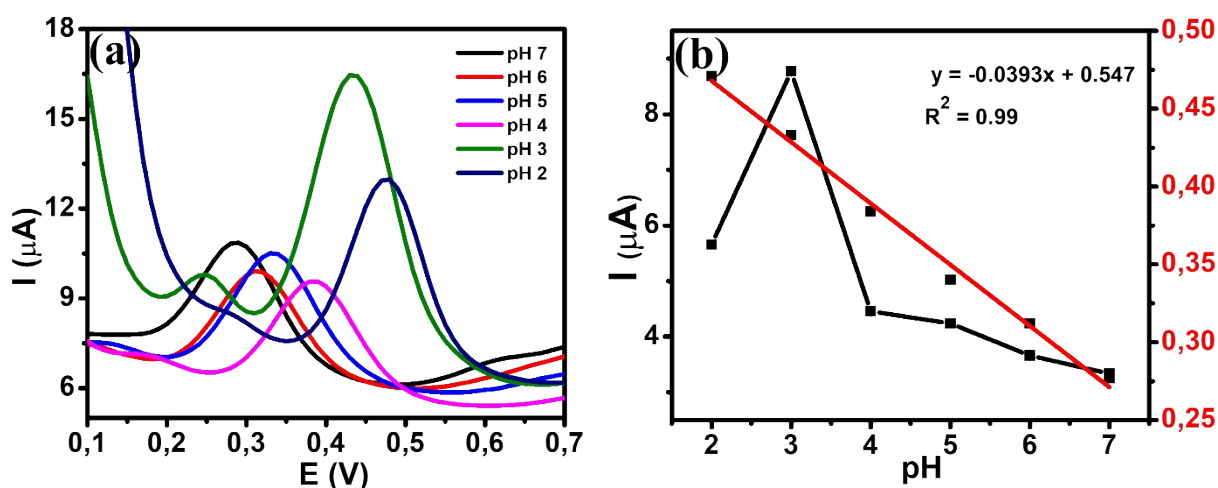 (a)
18
15
12
9
6
I (μA)
pH 7
pH 6
pH 5
pH 4
pH 3
pH 2
0,1 0,2 0,3 0,4 0,5 0,6 0,7
E (V)
(b)
8
6
4
I (μA)
y = -0.0393x + 0.547
R² = 0.99
0,50
0,45
0,40
0,35
0,30
0,25
2 3 4 5 6 7
pH